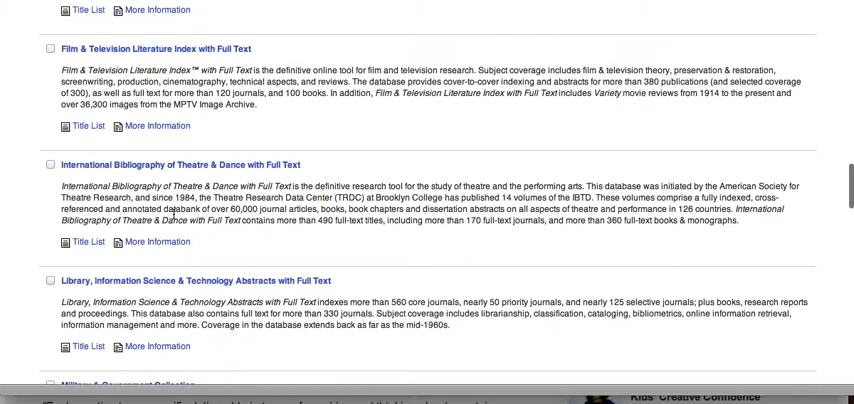 Title List More Information
Film & Television Literature Index with Full Text
Film & Television Literature Index™ with Full Text is the definitive online tool for film and television research. Subject coverage includes film & television theory, preservation & restoration,
screenwriting, production, cinematography, technical aspects, and reviews. The database provides cover-to-cover indexing and abstracts for more than 380 publications (and selected coverage
of 300), as well as full text for more than 120 journals, and 100 books. In addition, Film & Television Literature Index with Full Text includes Variety movie reviews from 1914 to the present and
over 36,300 images from the MPTV Image Archive.
Title List More Information
International Bibliography of Theatre & Dance with Full Text
International Bibliography of Theatre & Dance with Full Text is the definitive research tool for the study of theatre and the performing arts. This database was initiated by the American Society for
Theatre Research, and since 1984, the Theatre Research Data Center (TRDC) at Brooklyn College has published 14 volumes of the IBTD. These volumes comprise a fully indexed, cross-
referenced and annotated databank of over 60,000 journal articles, books, book chapters and dissertation abstracts on all aspects of theatre and performance in 126 countries. International
Bibliography of Theatre & Dance with Full Text contains more than 490 full-text titles, including more than 170 full-text journals, and more than 360 full-text books & monographs.
Title List More Information
Library, Information Science & Technology Abstracts with Full Text
Library, Information Science & Technology Abstracts with Full Text indexes more than 560 core journals, nearly 50 priority journals, and nearly 125 selective journals; plus books, research reports
and proceedings. This database also contains full text for more than 330 journals. Subject coverage includes librarianship, classification, cataloging, bibliometrics, online information retrieval,
information management and more. Coverage in the database extends back as far as the mid-1960s.
Title List More Information
Military & Government Collection
Kids' Creative Confidence